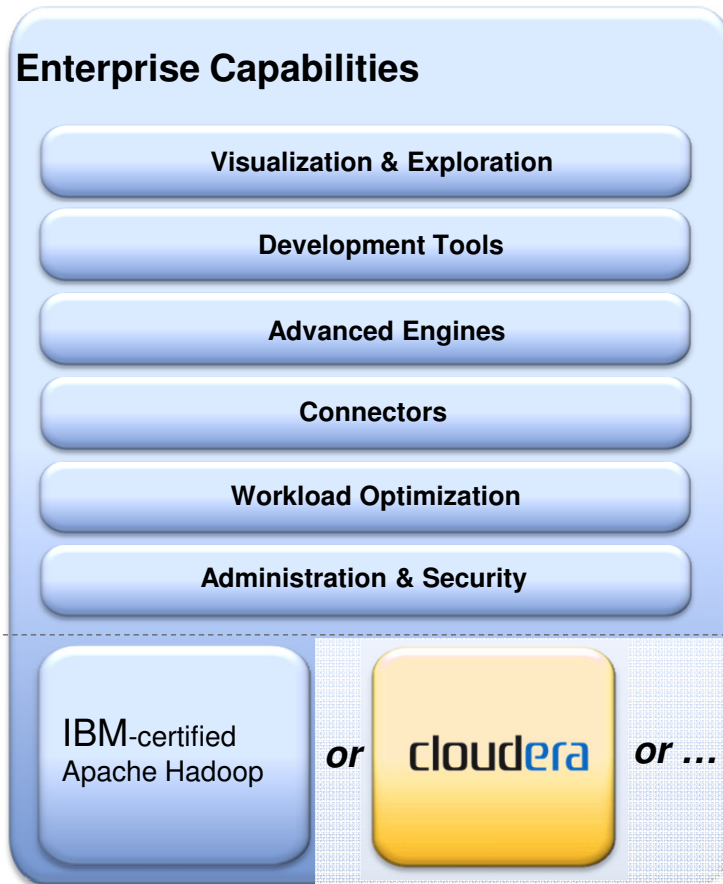 Enterprise Capabilities
Visualization & Exploration
Development Tools
Advanced Engines
Connectors
Workload Optimization
Administration & Security
IBM-certified
Apache Hadoop
or
cloudera
or ...